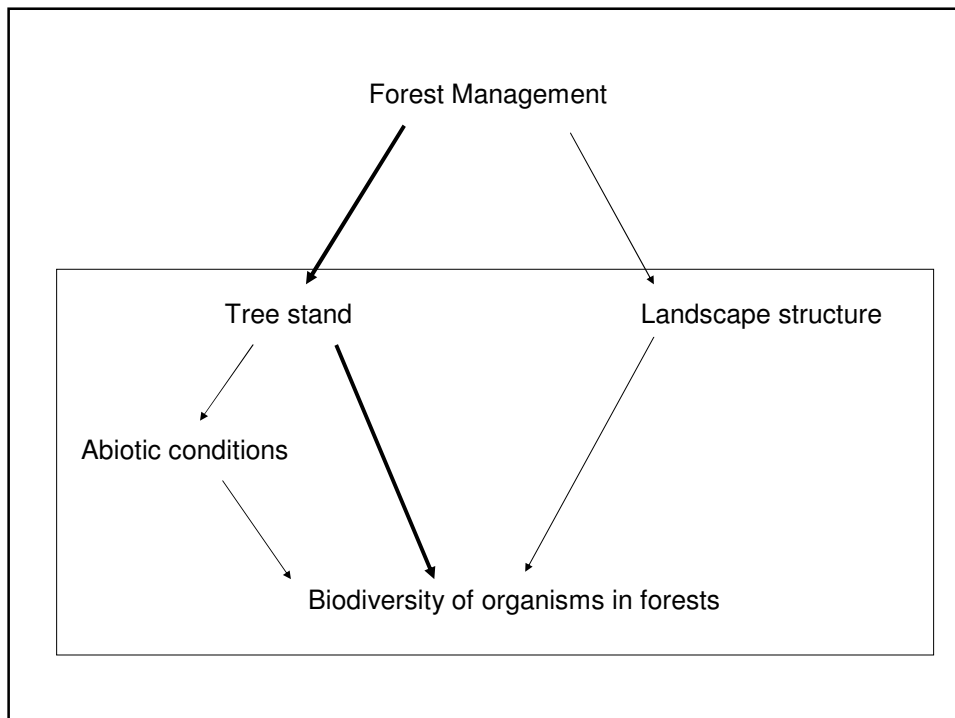 Forest Management
Tree stand
Landscape structure
Abiotic conditions
Biodiversity of organisms in forests